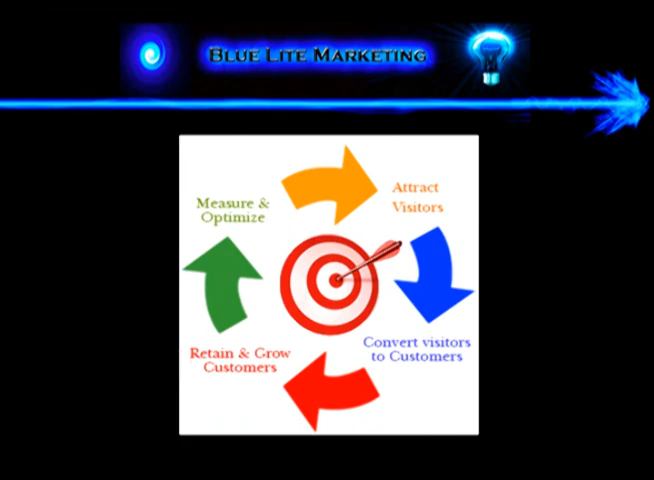 Blue Lite Marketing
Attract
Visitors
Measure &
Optimize
Convert visitors
to Customers
Retain & Grow
Customers